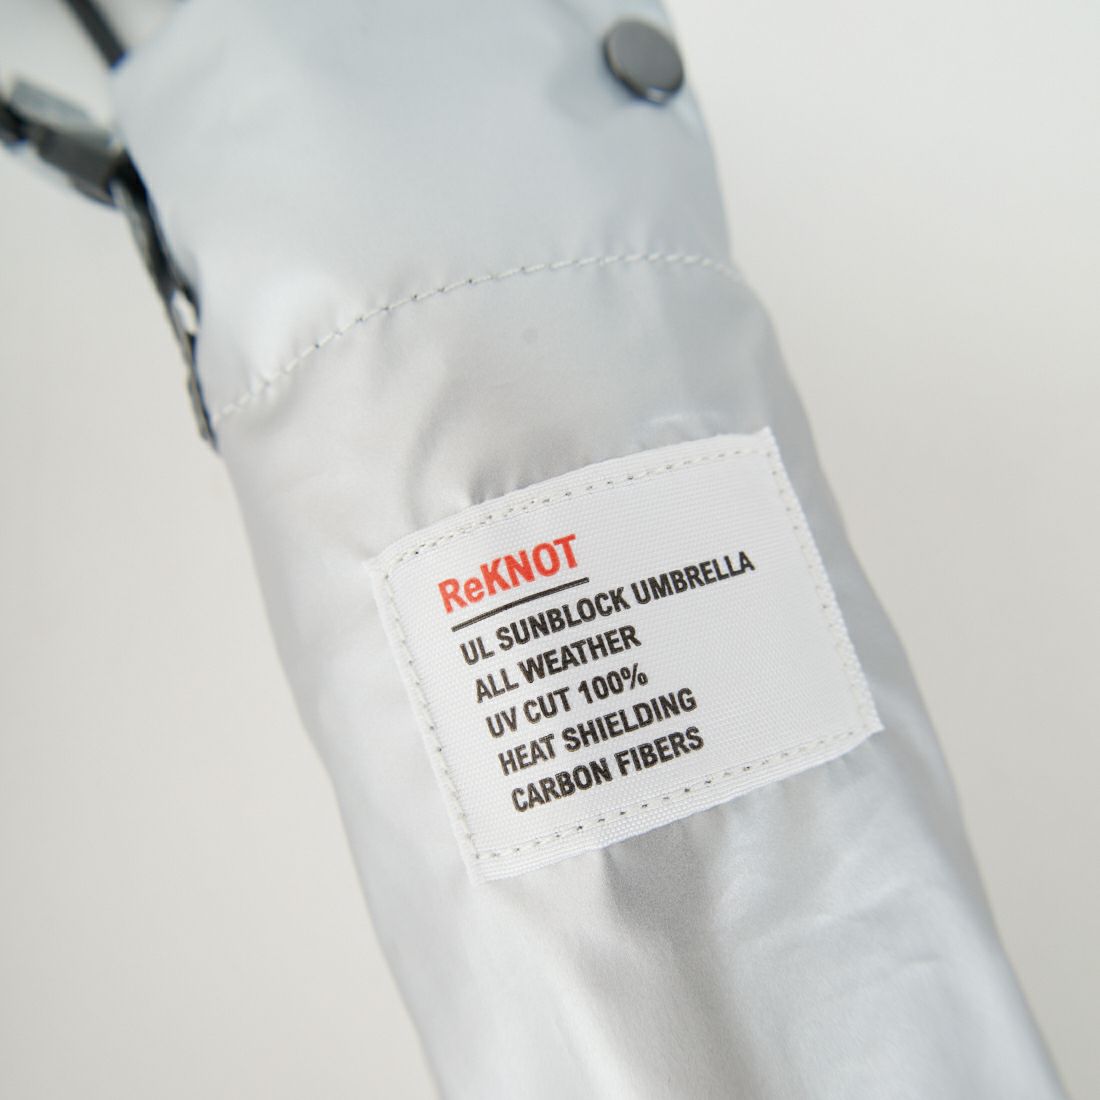 ReKNOT
UL SUNBLOCK UMBRELLA
ALL WEATHER
UV CUT 100%
HEAT SHIELDING
CARBON FIBERS